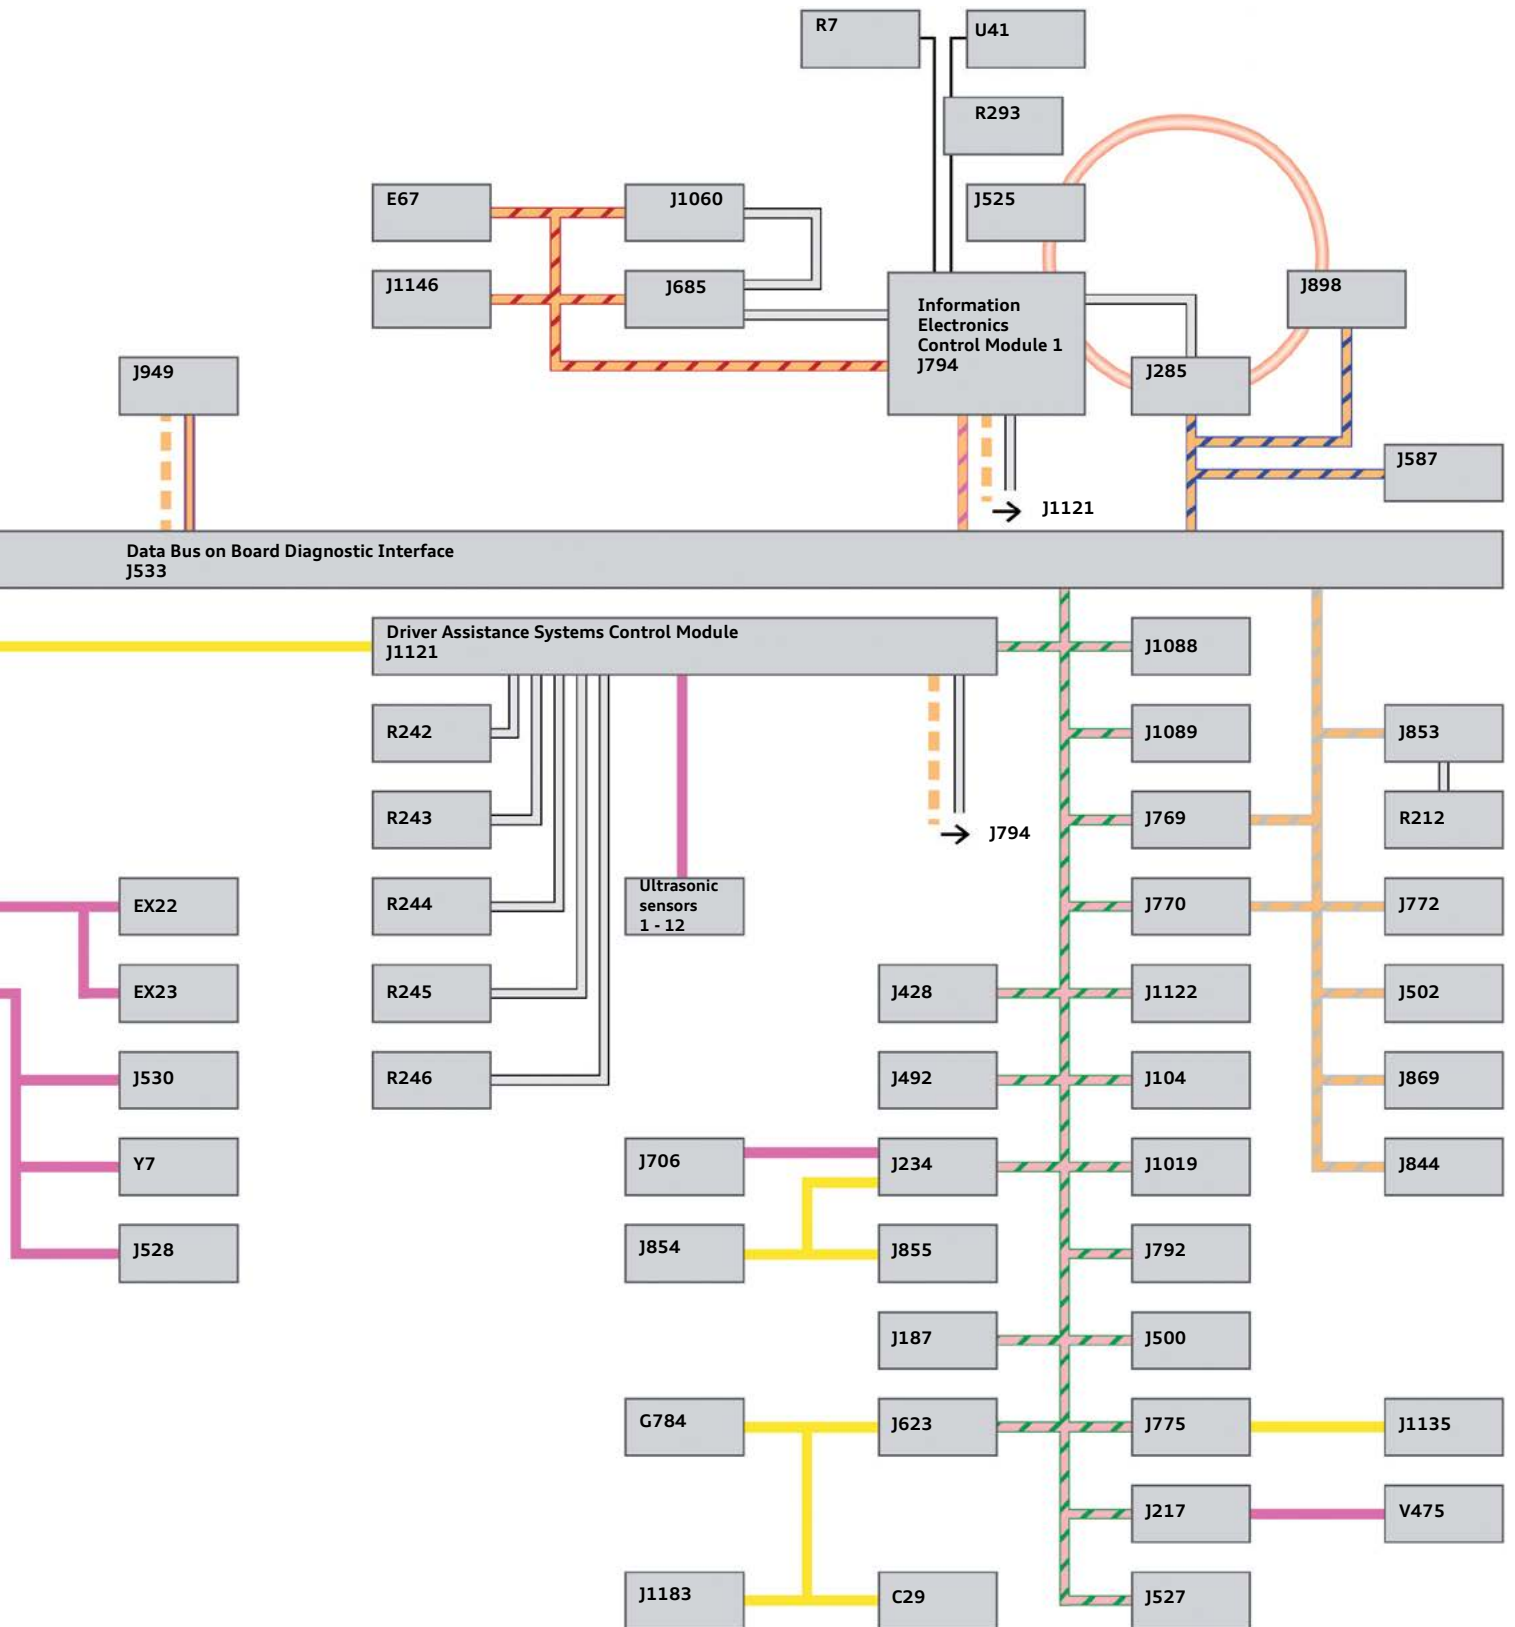 R7
U41
R293
E67
J1060
J525
J1146
J685
J898
Information
Electronics
Control Module 1
J794
J949
J285
J587
J1121
Data Bus on Board Diagnostic Interface
J533
Driver Assistance Systems Control Module
J1121
J1088
R242
J1089
J853
R243
J794
J769
R212
EX22
R244
Ultrasonic
sensors
1 - 12
J770
J772
EX23
R245
J428
J1122
J502
J530
R246
J492
J104
J869
Y7
J706
J234
J1019
J844
J528
J854
J855
J792
J187
J500
G784
J623
J775
J1135
J217
V475
J1183
C29
J527